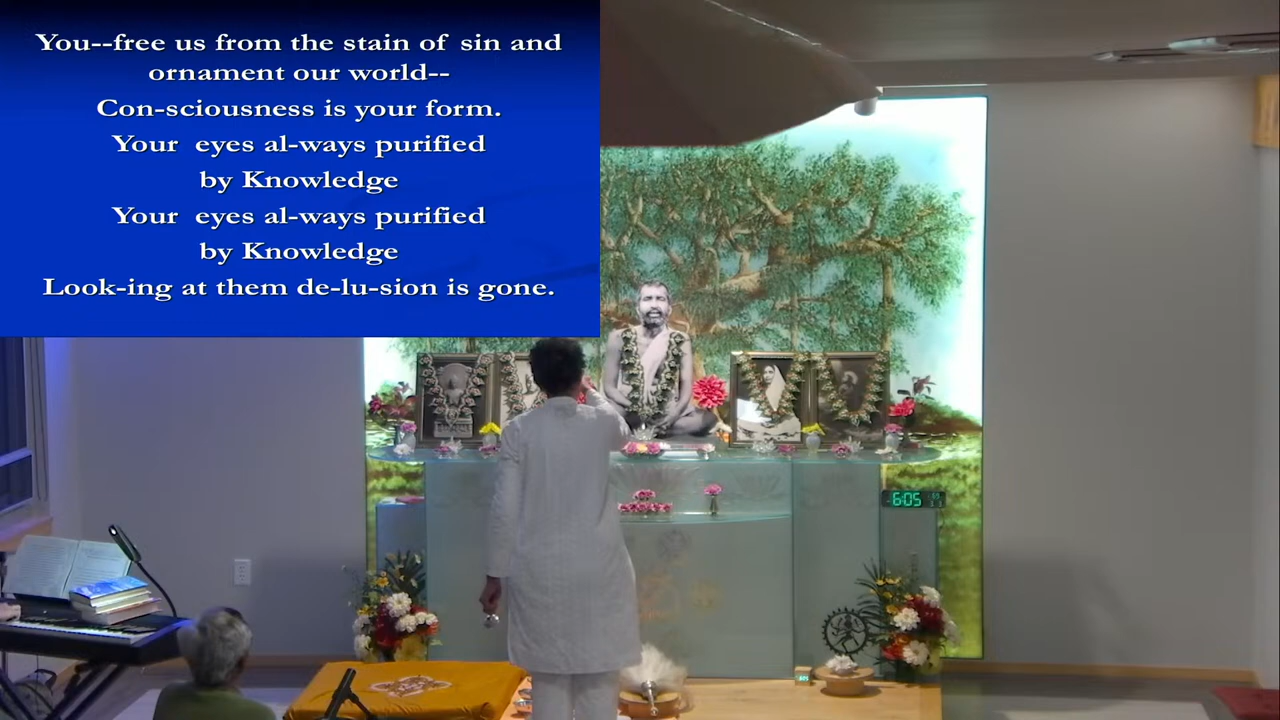 You--free us from the stain of sin and
ornament our world--
Con-sciousness is your form.
Your eyes al-ways purified
by Knowledge
Your eyes al-ways purified
by Knowledge
Look-ing at them de-lu-sion is gone.
6:05